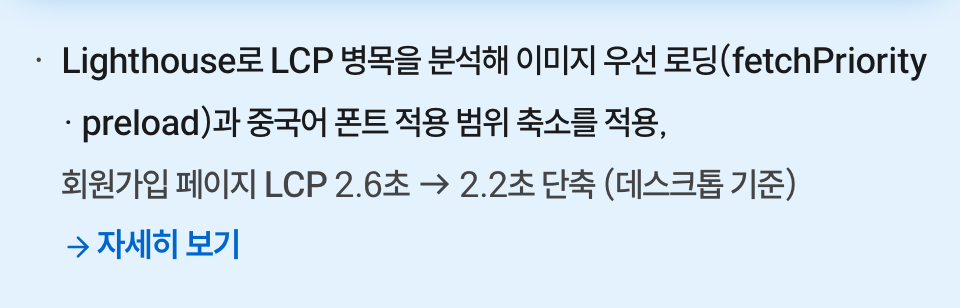 · Lighthouse로 LCP 병목을 분석해 이미지 우선 로딩(fetchPriority
· preload)과 중국어 폰트 적용 범위 축소를 적용,
회원가입 페이지 LCP 2.6초 → 2.2초 단축 (데스크톱 기준)
→ 자세히 보기